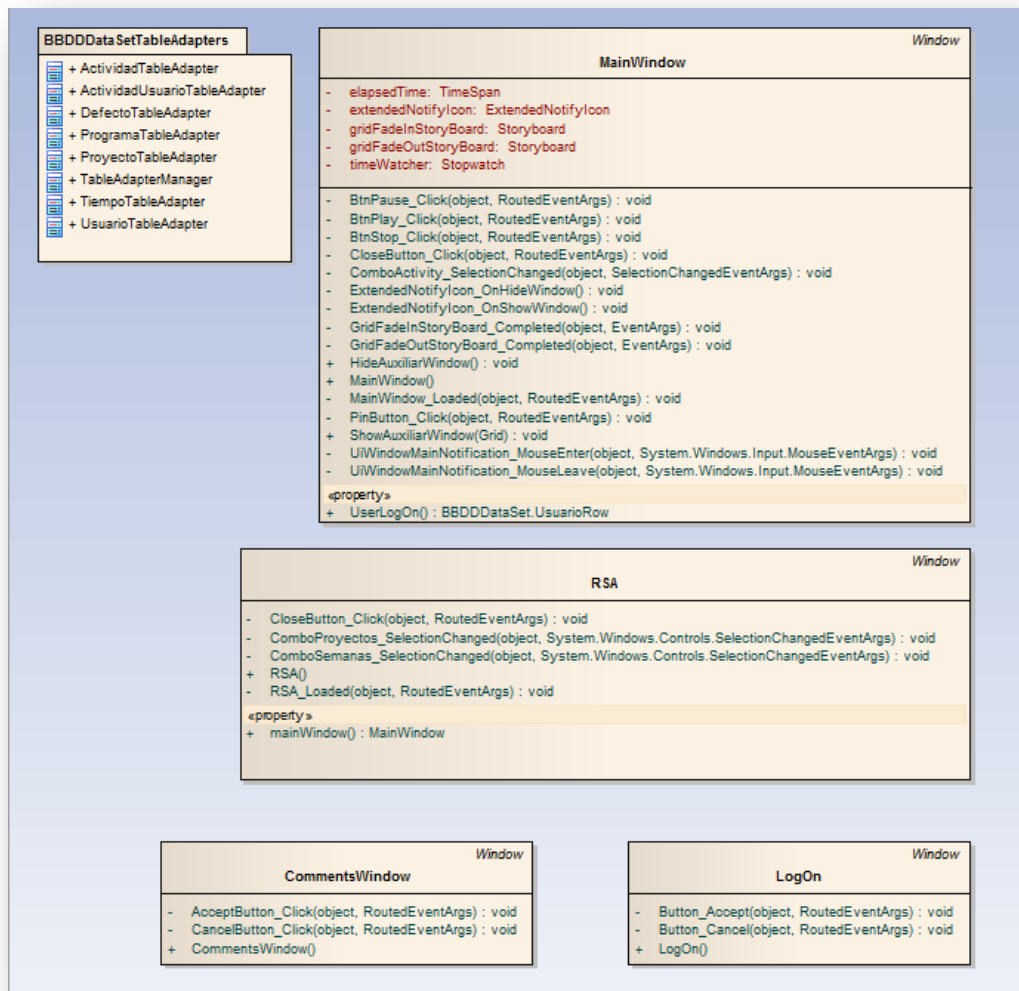 BBDDDataSetTableAdapters
+ ActividadTableAdapter
+ ActividadUsuarioTableAdapter
+ DefectoTableAdapter
+ ProgramaTableAdapter
+ ProyectoTableAdapter
+ TableAdapterManager
+ TiempoTableAdapter
+ UsuarioTableAdapter
Window
MainWindow
- elapsedTime: TimeSpan
- extendedNotifyIcon: ExtendedNotifyIcon
- gridFadeInStoryBoard: Storyboard
- gridFadeOutStoryBoard: Storyboard
- timeWatcher: Stopwatch
- BtnPause_Click(object, RoutedEventArgs) : void
- BtnPlay_Click(object, RoutedEventArgs) : void
- BtnStop_Click(object, RoutedEventArgs) : void
- CloseButton_Click(object, RoutedEventArgs) : void
- ComboActivity_SelectionChanged(object, SelectionChangedEventArgs) : void
- ExtendedNotifyIcon_OnHideWindow() : void
- ExtendedNotifyIcon_OnShowWindow() : void
- GridFadeInStoryBoard_Completed(object, EventArgs) : void
- GridFadeOutStoryBoard_Completed(object, EventArgs) : void
+ HideAuxiliarWindow() : void
+ MainWindow()
- MainWindow_Loaded(object, RoutedEventArgs) : void
- PinButton_Click(object, RoutedEventArgs) : void
+ ShowAuxiliarWindow(Grid) : void
- UiWindowMainNotification_MouseEnter(object, System.Windows.Input.MouseEventArgs) : void
- UiWindowMainNotification_MouseLeave(object, System.Windows.Input.MouseEventArgs) : void
«property»
+ UserLogOn() : BBDDDataSet.UsuarioRow
Window
RSA
- CloseButton_Click(object, RoutedEventArgs) : void
- ComboProyectos_SelectionChanged(object, System.Windows.Controls.SelectionChangedEventArgs) : void
- ComboSemanas_SelectionChanged(object, System.Windows.Controls.SelectionChangedEventArgs) : void
+ RSA()
- RSA_Loaded(object, RoutedEventArgs) : void
«property»
+ mainWindow() : MainWindow
Window
CommentsWindow
- AcceptButton_Click(object, RoutedEventArgs) : void
- CancelButton_Click(object, RoutedEventArgs) : void
+ CommentsWindow()
Window
LogOn
- Button_Accept(object, RoutedEventArgs) : void
- Button_Cancel(object, RoutedEventArgs) : void
+ LogOn()